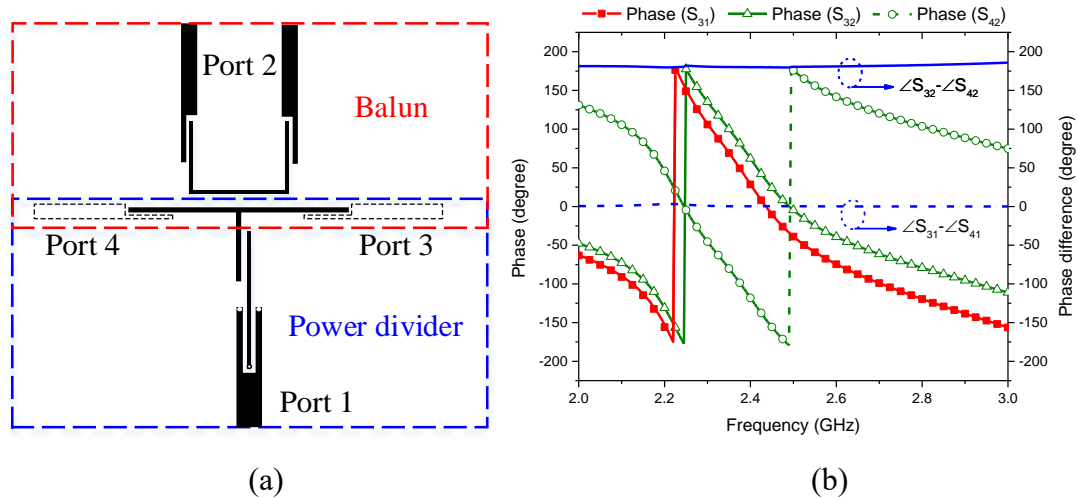 Port 2
Balun
Port 4
Port 3
Power divider
Port 1
(a)
Phase (S31)
Phase (S32)
Phase (S42)
Phase (degree)
200
150
100
50
0
-50
-100
-150
-200
∠S32-∠S42
∠S31-∠S41
200
150
100
50
0
-50
-100
-150
-200
Phase difference (degree)
2.0 2.2 2.4 2.6 2.8 3.0
Frequency (GHz)
(b)